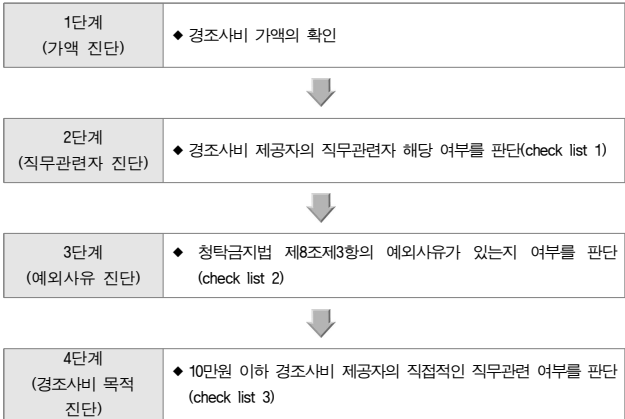 1단계
(가액 진단)
◆ 경조사비 가액의 확인
2단계
(직무관련자 진단)
◆ 경조사비 제공자의 직무관련자 해당 여부를 판단(check list 1)
3단계
(예외사유 진단)
◆ 청탁금지법 제8조제3항의 예외사유가 있는지 여부를 판단
(check list 2)
4단계
(경조사비 목적
진단)
◆ 10만원 이하 경조사비 제공자의 직접적인 직무관련 여부를 판단
(check list 3)